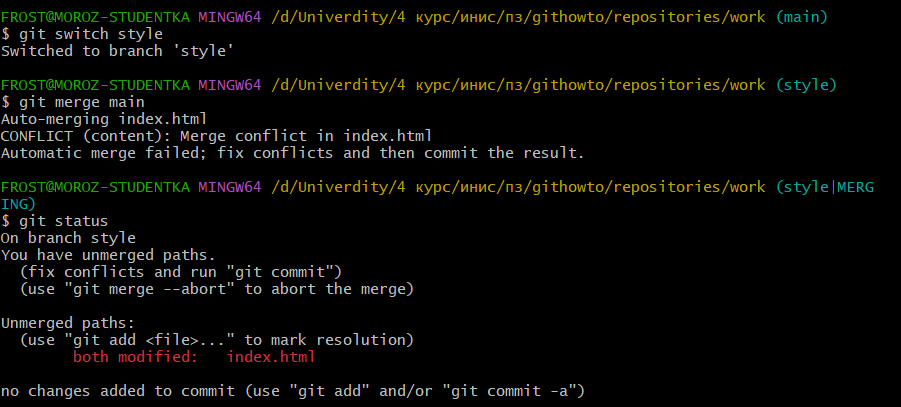 FROST@MOROZ-STUDENTKA MINGW64 /d/Univerdity/4 курс/инис/пз/githowto/repositories/work (main)
$ git switch style
Switched to branch 'style'
FROST@MOROZ-STUDENTKA MINGW64 /d/Univerdity/4 курс/инис/пз/githowto/repositories/work (style)
$ git merge main
Auto-merging index.html
CONFLICT (content): Merge conflict in index.html
Automatic merge failed; fix conflicts and then commit the result.
FROST@MOROZ-STUDENTKA MINGW64 /d/Univerdity/4 курс/инис/пз/githowto/repositories/work (style|MERG
ING)
$ git status
On branch style
You have unmerged paths.
  (fix conflicts and run "git commit")
  (use "git merge --abort" to abort the merge)
Unmerged paths:
  (use "git add <file>..." to mark resolution)
        both modified:   index.html
no changes added to commit (use "git add" and/or "git commit -a")